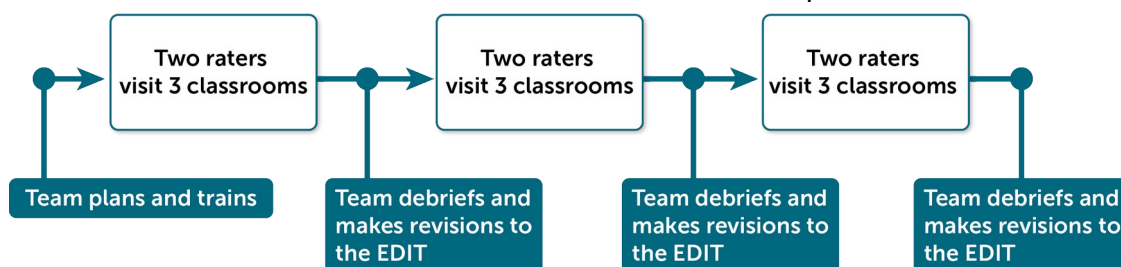 Two raters
visit 3 classrooms
Two raters
visit 3 classrooms
Two raters
visit 3 classrooms
Team plans and trains
Team debriefs and
makes revisions to
the EDIT
Team debriefs and
makes revisions to
the EDIT
Team debriefs and
makes revisions to
the EDIT